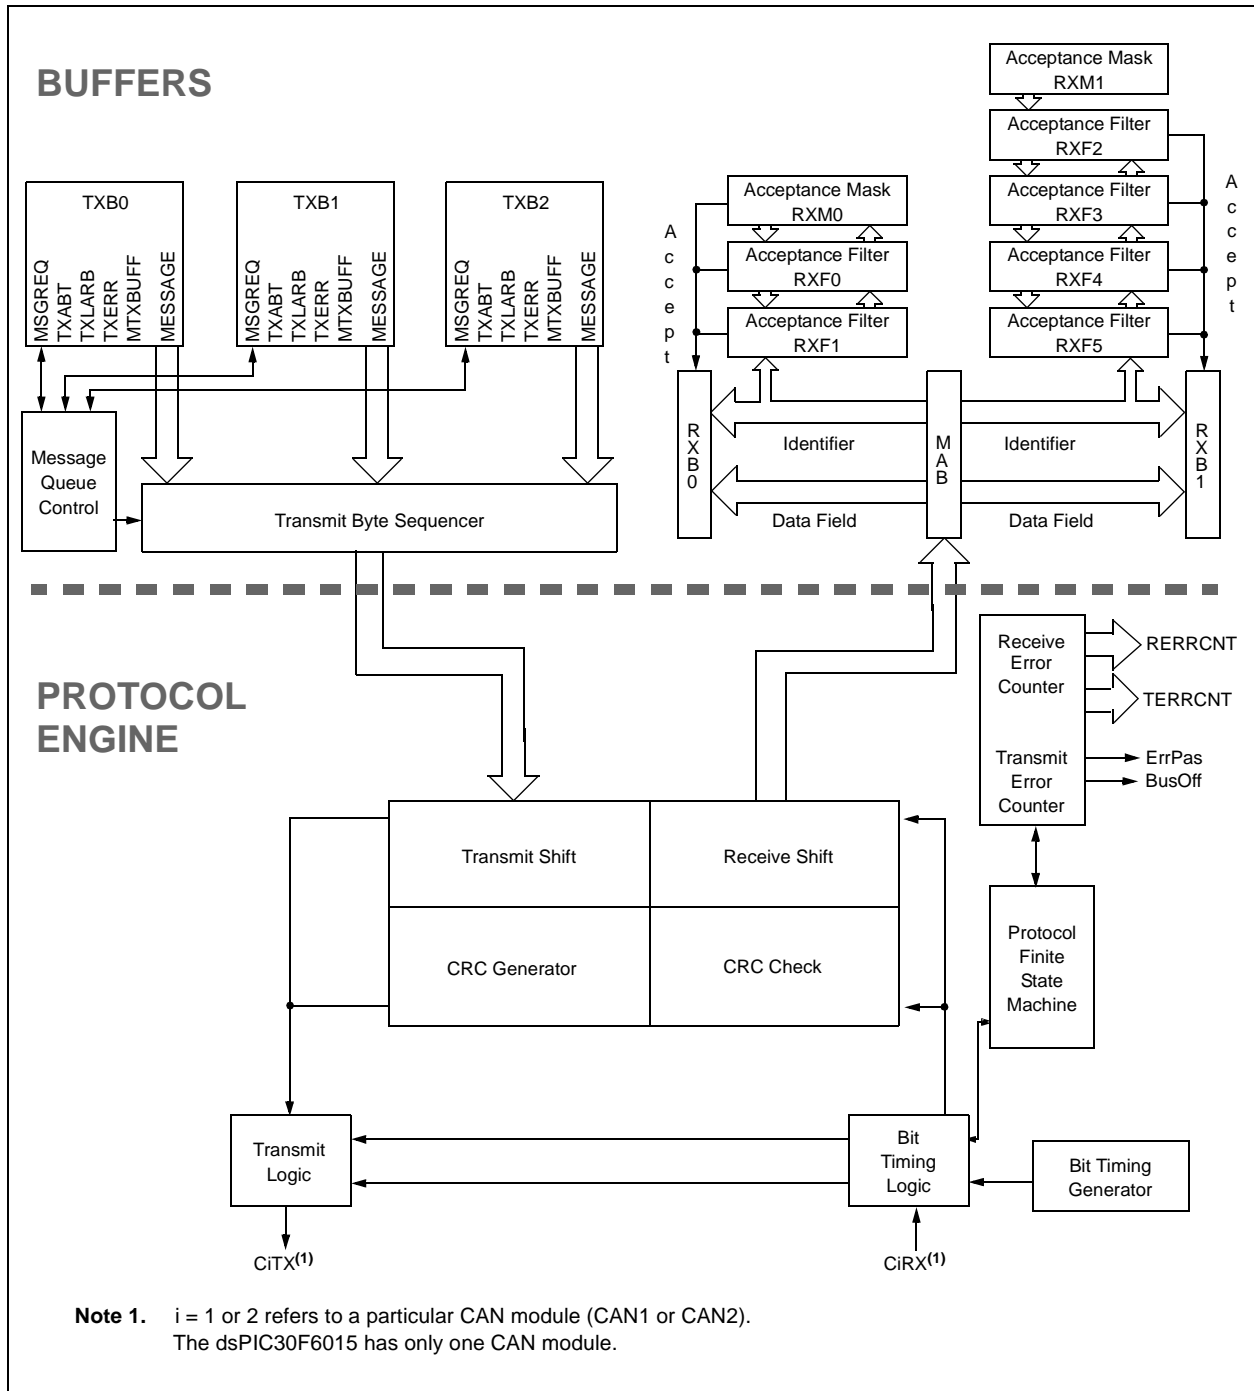 BUFFERS
TXB0
MSGREQ
TXABT
TXLARB
TXERR
MTXBUFF
MESSAGE
TXB1
MSGREQ
TXABT
TXLARB
TXERR
MTXBUFF
MESSAGE
TXB2
MSGREQ
TXABT
TXLARB
TXERR
MTXBUFF
MESSAGE
Message
Queue
Control
Transmit Byte Sequencer
Accept
Acceptance Mask
RXM0
Acceptance Filter
RXF0
Acceptance Filter
RXF1
Acceptance Mask
RXM1
Acceptance Filter
RXF2
Acceptance Filter
RXF3
Acceptance Filter
RXF4
Acceptance Filter
RXF5
Accept
RXB0
Identifier
Data Field
MAB
Identifier
Data Field
RXB1
PROTOCOL
ENGINE
Receive
Error
Counter
Transmit
Error
Counter
RERRCNT
TERRCNT
ErrPas
BusOff
Transmit Shift
Receive Shift
CRC Generator
CRC Check
Protocol
Finite
State
Machine
Transmit
Logic
Bit
Timing
Logic
Bit Timing
Generator
CiTX(1)
CiRX(1)
Note 1. i = 1 or 2 refers to a particular CAN module (CAN1 or CAN2).
The dsPIC30F6015 has only one CAN module.